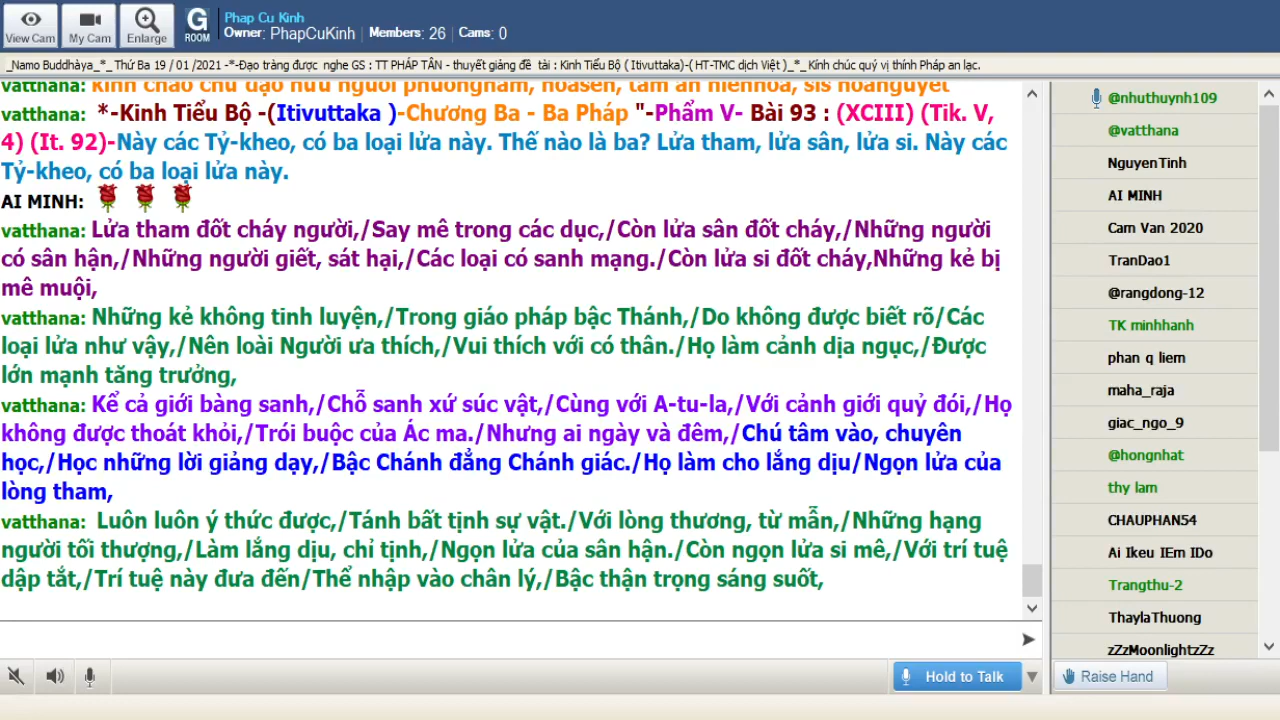 View Cam
My Cam
Enlarge
G
ROOM
Phap Cu Kinh
Owner: PhapCuKinh | Members: 26 | Cams: 0
_Namo Buddhàya_*_ Thứ Ba 19 / 01 /2021 -*-Đạo tràng được nghe GS : TT PHÁP TÂN - thuyết giảng đề tài : Kinh Tiểu Bộ ( Itivuttaka)-( HT-TMC dịch Việt )_*_ Kính chúc quý vị thính Pháp an lạc.
vatthana: kính chào chư đạo hữu nguoi phuongnam, hoasen, tam an hienhoa, sis hoanguyet
vatthana: *-Kinh Tiểu Bộ -(Itivuttaka )-Chương Ba - Ba Pháp "-Phẩm V- Bài 93 : (XCIII) (Tik. V,
4) (It. 92)-Này các Tỷ-kheo, có ba loại lửa này. Thế nào là ba? Lửa tham, lửa sân, lửa si. Này các
Tỷ-kheo, có ba loại lửa này.
AI MINH:
vatthana: Lửa tham đốt cháy người,/Say mê trong các dục,/Còn lửa sân đốt cháy,/Những người
có sân hận,/Những người giết, sát hại,/Các loại có sanh mạng./Còn lửa si đốt cháy,Những kẻ bị
mê muội,
vatthana: Những kẻ không tinh luyện,/Trong giáo pháp bậc Thánh,/Do không được biết rõ/Các
loại lửa như vậy,/Nên loài Người ưa thích,/Vui thích với có thân./Họ làm cảnh dịa ngục,/Được
lớn mạnh tăng trưởng,
vatthana: Kể cả giới bàng sanh,/Chỗ sanh xứ súc vật,/Cùng với A-tu-la,/Với cảnh giới quỷ đói,/Họ
không được thoát khỏi,/Trói buộc của Ác ma./Nhưng ai ngày và đêm,/Chú tâm vào, chuyên
học,/Học những lời giảng dạy,/Bậc Chánh đẳng Chánh giác./Họ làm cho lắng dịu/Ngọn lửa của
lòng tham,
vatthana: Luôn luôn ý thức được,/Tánh bất tịnh sự vật./Với lòng thương, từ mẫn,/Những hạng
người tối thượng,/Làm lắng dịu, chỉ tịnh,/Ngọn lửa của sân hận./Còn ngọn lửa si mê,/Với trí tuệ
dập tắt,/Trí tuệ này đưa đến/Thể nhập vào chân lý,/Bậc thận trọng sáng suốt,
Hold to Talk
@nhuthuynh109
@vatthana
NguyenTinh
AI MINH
Cam Van 2020
TranDao1
@rangdong-12
TK minhhanh
phan q liem
maha_raja
giac_ngo_9
@hongnhat
thy lam
CHAUPHAN54
Ai Ikeu IEm IDo
Trangthu-2
ThaylaThuong
zZzMoonlightzZz
Raise Hand